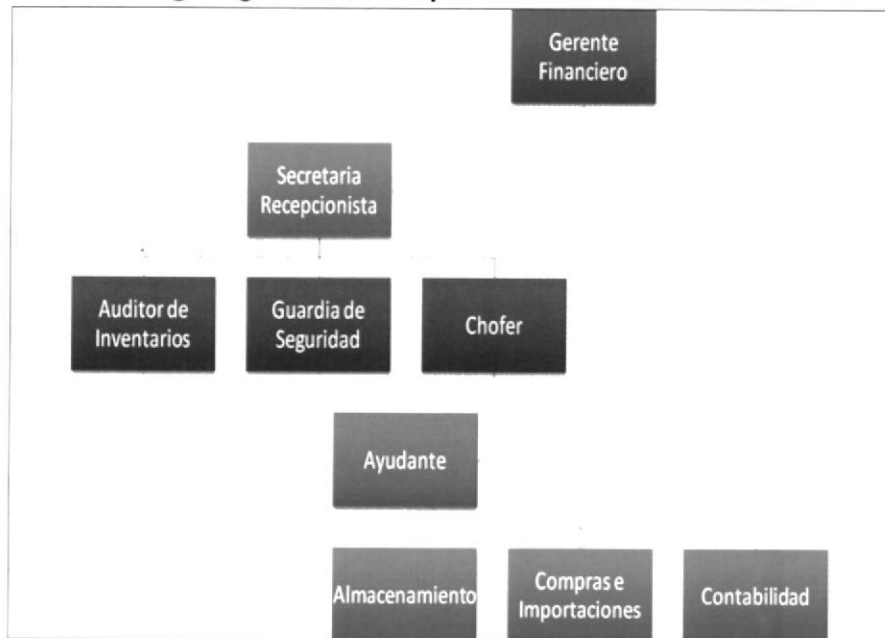 Gerente
Financiero
Secretaria
Recepcionista
Auditor de
Inventarios
Guardia de
Seguridad
Chofer
Ayudante
Almacenamiento
Compras e
Importaciones
Contabilidad